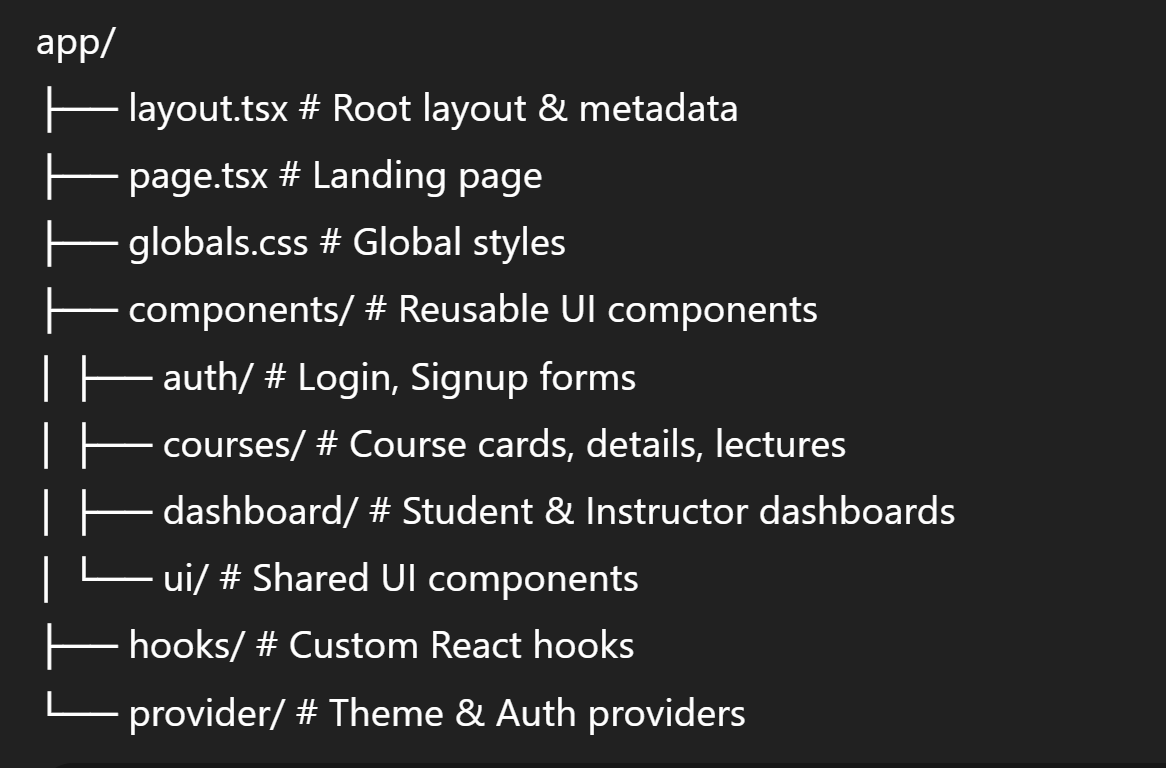 app/
├── layout.tsx # Root layout & metadata
├── page.tsx # Landing page
├── globals.css # Global styles
├── components/ # Reusable UI components
│ ├── auth/ # Login, Signup forms
│ ├── courses/ # Course cards, details, lectures
│ ├── dashboard/ # Student & Instructor dashboards
│ └── ui/ # Shared UI components
├── hooks/ # Custom React hooks
└── provider/ # Theme & Auth providers